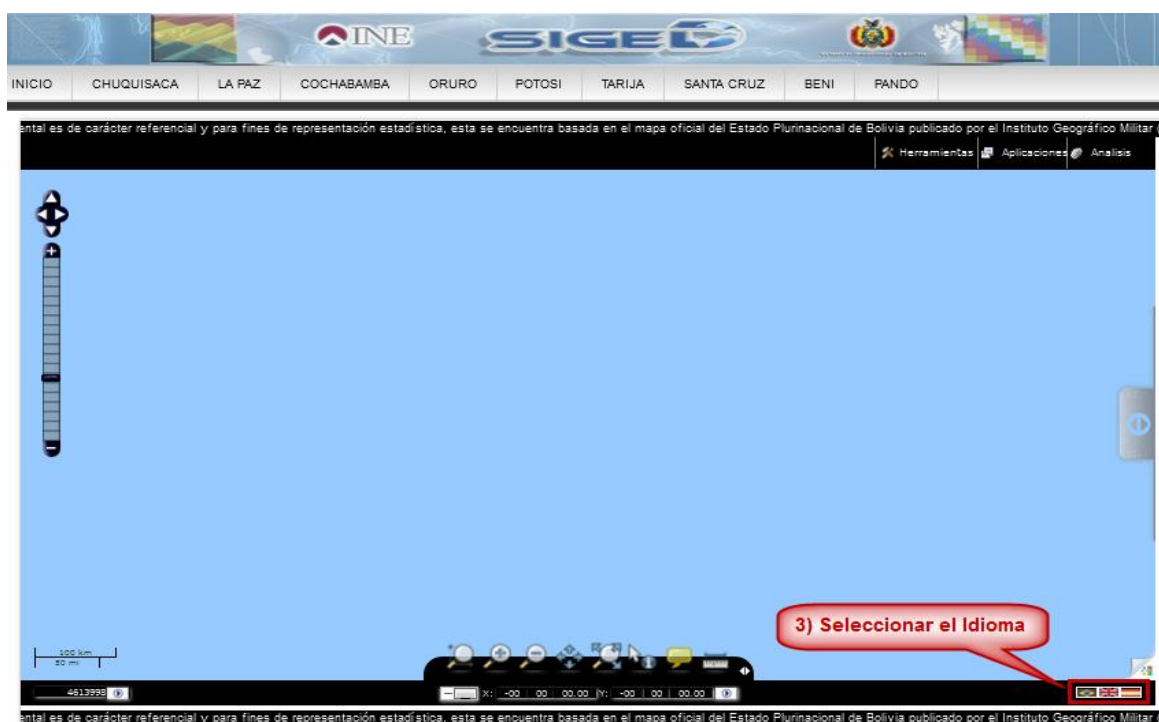 INE SIGED
INICIO CHUQUISACA LA PAZ COCHABAMBA ORURO POTOSI TARIJA SANTA CRUZ BENI PANDO
ental es de carácter referencial y para fines de representación estadística, esta se encuentra basada en el mapa oficial del Estado Plurinacional de Bolivia publicado por el Instituto Geográfico Militar (
Herramientas Aplicaciones Analisis
3) Seleccionar el Idioma
100 km
50 mi
4613998 X: -00 00 00.00 Y: -00 00 00.00
ental es de carácter referencial y para fines de representación estadística, esta se encuentra basada en el mapa oficial del Estado Plurinacional de Bolivia publicado por el Instituto Geográfico Militar